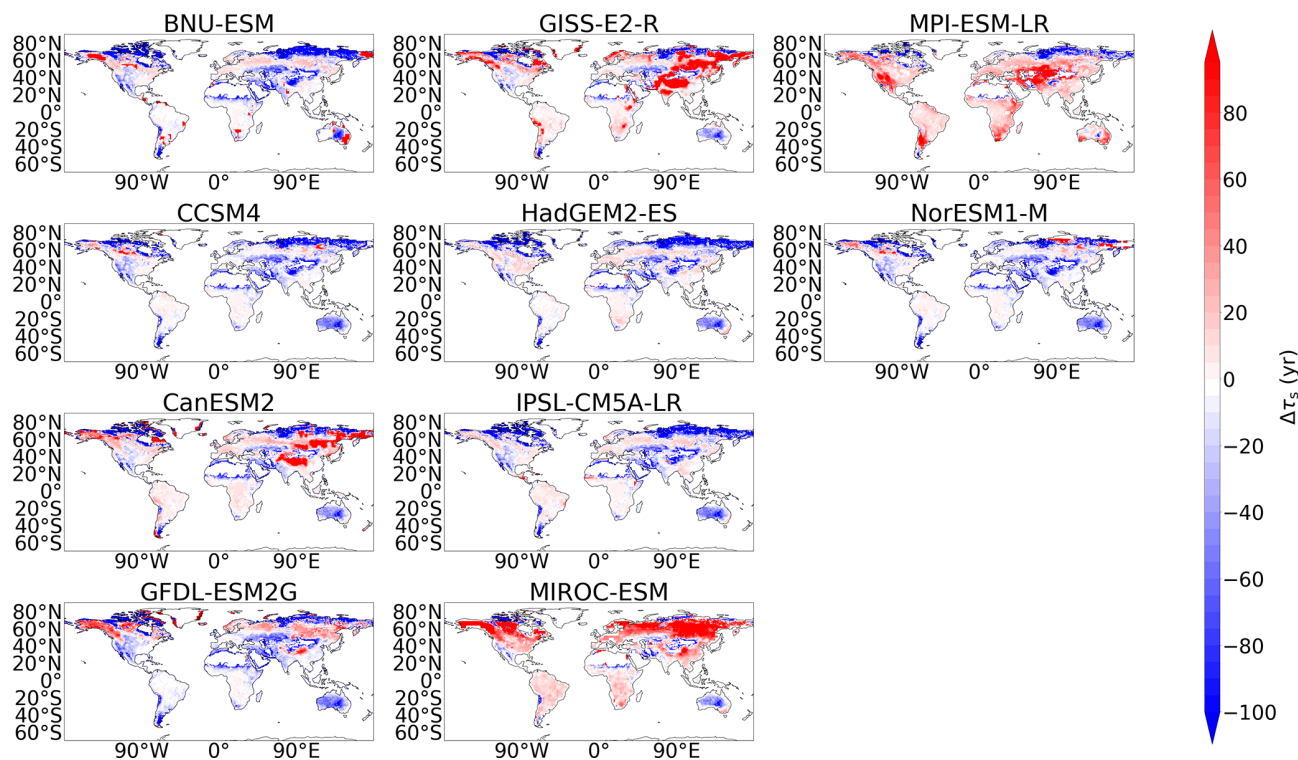 BNU-ESM
GISS-E2-R
MPI-ESM-LR
80°N
60°N
40°N
20°N
0°
20°S
40°S
60°S
90°W 0° 90°E
80°N
60°N
40°N
20°N
0°
20°S
40°S
60°S
90°W 0° 90°E
80°N
60°N
40°N
20°N
0°
20°S
40°S
60°S
90°W 0° 90°E
CCSM4
HadGEM2-ES
NorESM1-M
80°N
60°N
40°N
20°N
0°
20°S
40°S
60°S
90°W 0° 90°E
80°N
60°N
40°N
20°N
0°
20°S
40°S
60°S
90°W 0° 90°E
80°N
60°N
40°N
20°N
0°
20°S
40°S
60°S
90°W 0° 90°E
CanESM2
IPSL-CM5A-LR
80°N
60°N
40°N
20°N
0°
20°S
40°S
60°S
90°W 0° 90°E
80°N
60°N
40°N
20°N
0°
20°S
40°S
60°S
90°W 0° 90°E
GFDL-ESM2G
MIROC-ESM
80°N
60°N
40°N
20°N
0°
20°S
40°S
60°S
90°W 0° 90°E
80°N
60°N
40°N
20°N
0°
20°S
40°S
60°S
90°W 0° 90°E
80
60
40
20
0
−20
−40
−60
−80
−100
Δτs (yr)